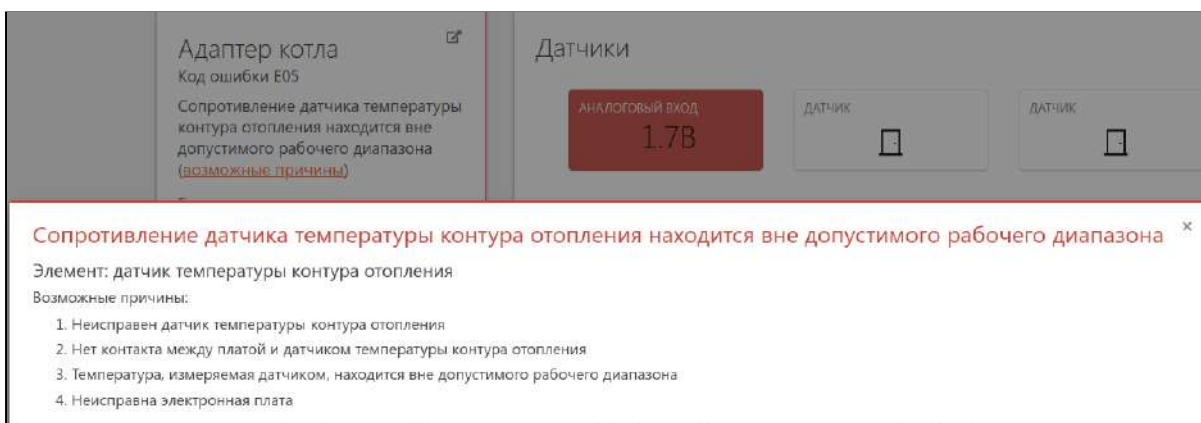 Адаптер котла
Код ошибки E05
Сопротивление датчика температуры
контура отопления находится вне
допустимого рабочего диапазона
(возможные причины)
Датчики
АНАЛОГОВЫЙ ВХОД
1.7В
ДАТЧИК
ДАТЧИК
Сопротивление датчика температуры контура отопления находится вне допустимого рабочего диапазона ×
Элемент: датчик температуры контура отопления
Возможные причины:
1. Неисправен датчик температуры контура отопления
2. Нет контакта между платой и датчиком температуры контура отопления
3. Температура, измеряемая датчиком, находится вне допустимого рабочего диапазона
4. Неисправна электронная плата